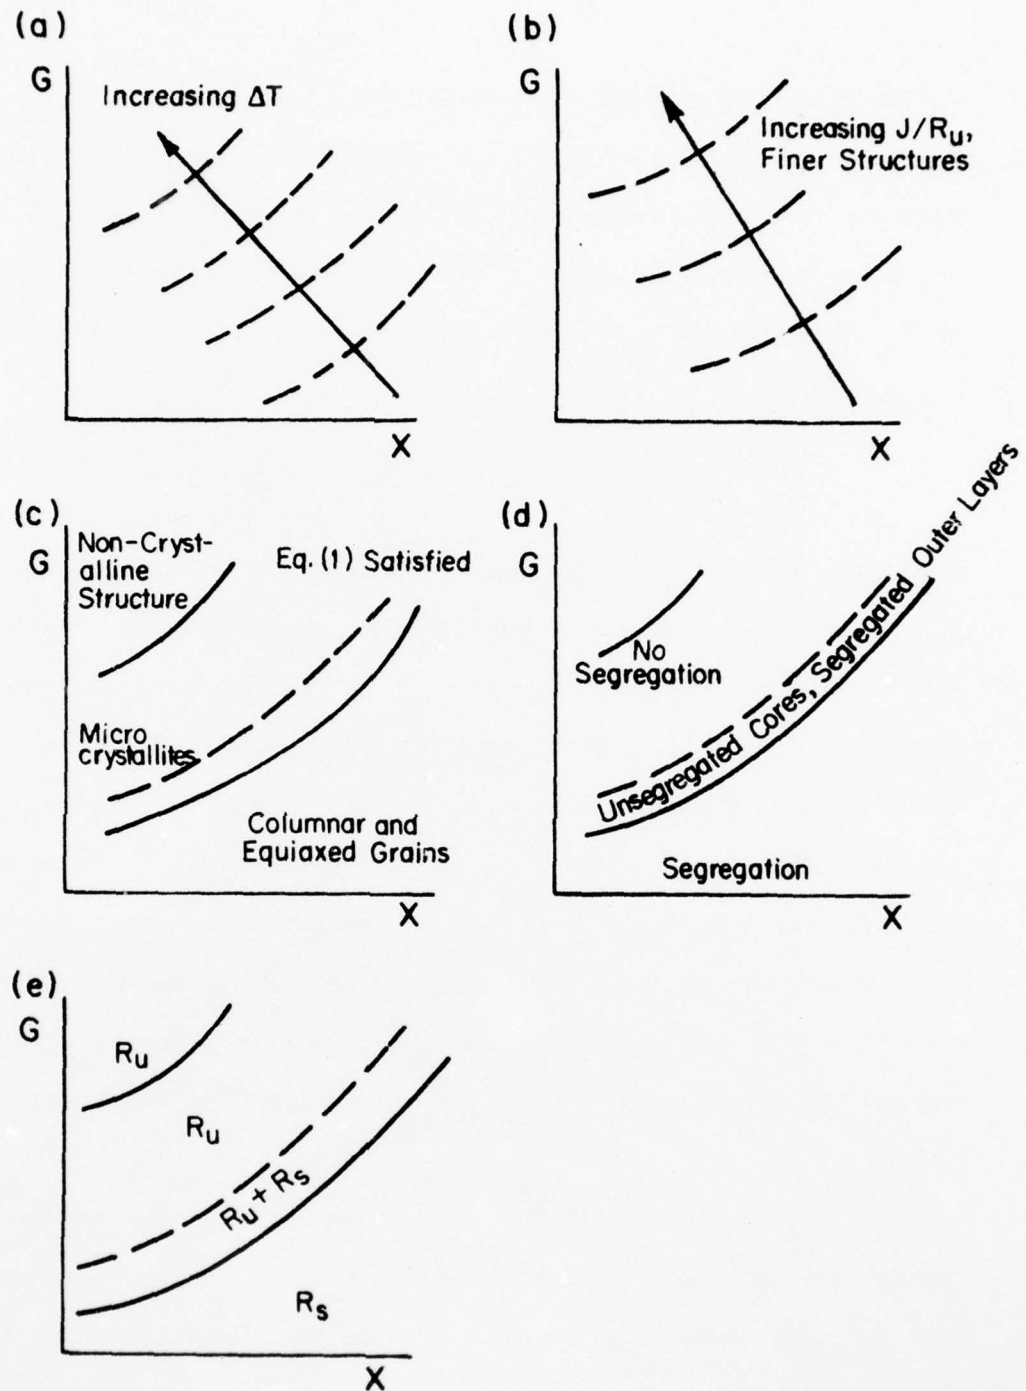 (a)
G
Increasing ΔT
X
(b)
G
Increasing J/Ru,
Finer Structures
X
(c)
G
Non-Cryst-
alline
Structure
Eq. (1) Satisfied
Micro
crystallites
Columnar and
Equiaxed Grains
X
(d)
G
No
Segregation
Unsegregated Cores, Segregated Outer Layers
Segregation
X
(e)
G
Ru
Ru
Ru + Rs
Rs
X